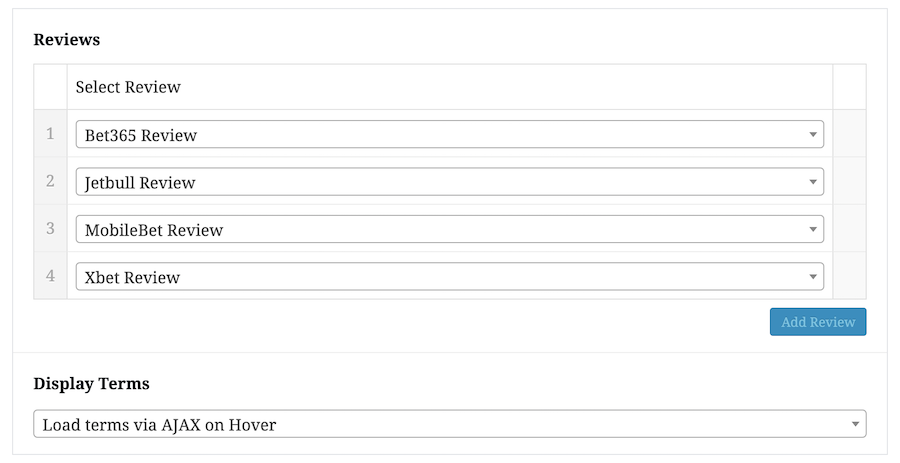 Reviews
Select Review
1 Bet365 Review
2 Jetbull Review
3 MobileBet Review
4 Xbet Review
Add Review
Display Terms
Load terms via AJAX on Hover